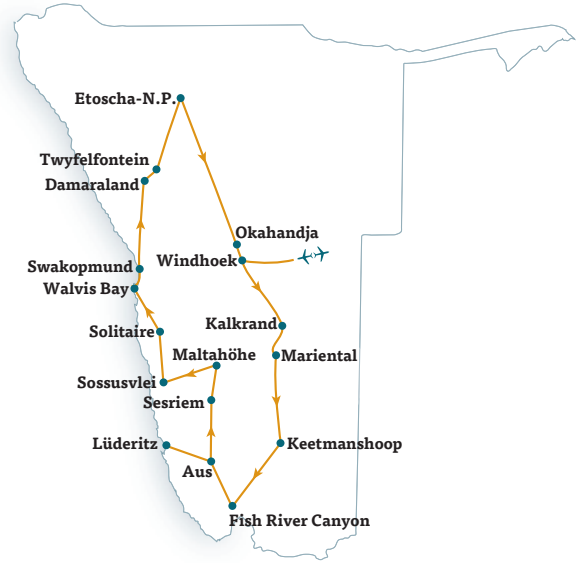 Etoscha-N.P.
Twyfelfontein
Damaraland
Okahandja
Windhoek
Swakopmund
Walvis Bay
Kalkrand
Solitaire
Maltahöhe
Mariental
Sossusvlei
Sesriem
Lüderitz
Keetmanshoop
Aus
Fish River Canyon